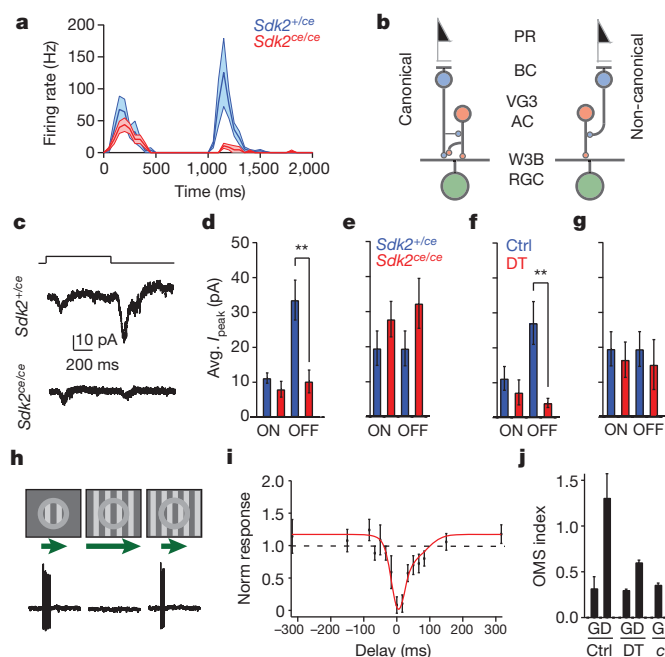 a
Sdk2+/ce
Sdk2ce/ce
Firing rate (Hz)
200
150
100
50
0
0 500 1,000 1,500 2,000
Time (ms)
b
Canonical
PR
BC
VG3
AC
W3B
RGC
Non-canonical
c
Sdk2+/ce
10 pA
200 ms
Sdk2ce/ce
d
**
Avg. Ipeak (pA)
50
40
30
20
10
0
ON OFF
e
Sdk2+/ce
Sdk2ce/ce
ON OFF
f
Ctrl
DT
**
ON OFF
g
ON OFF
h
i
Norm response
2.0
1.5
1.0
0.5
0
–300 –200 –100 0 100 200 300
Delay (ms)
j
OMS index
1.5
1.0
0.5
0
GD GD G
Ctrl DT c